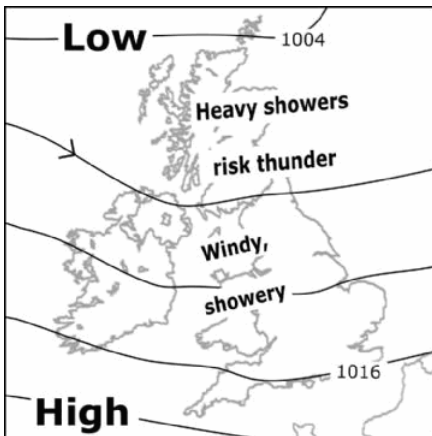 Low
1004
Heavy showers
risk thunder
Windy,
showery
1016
High